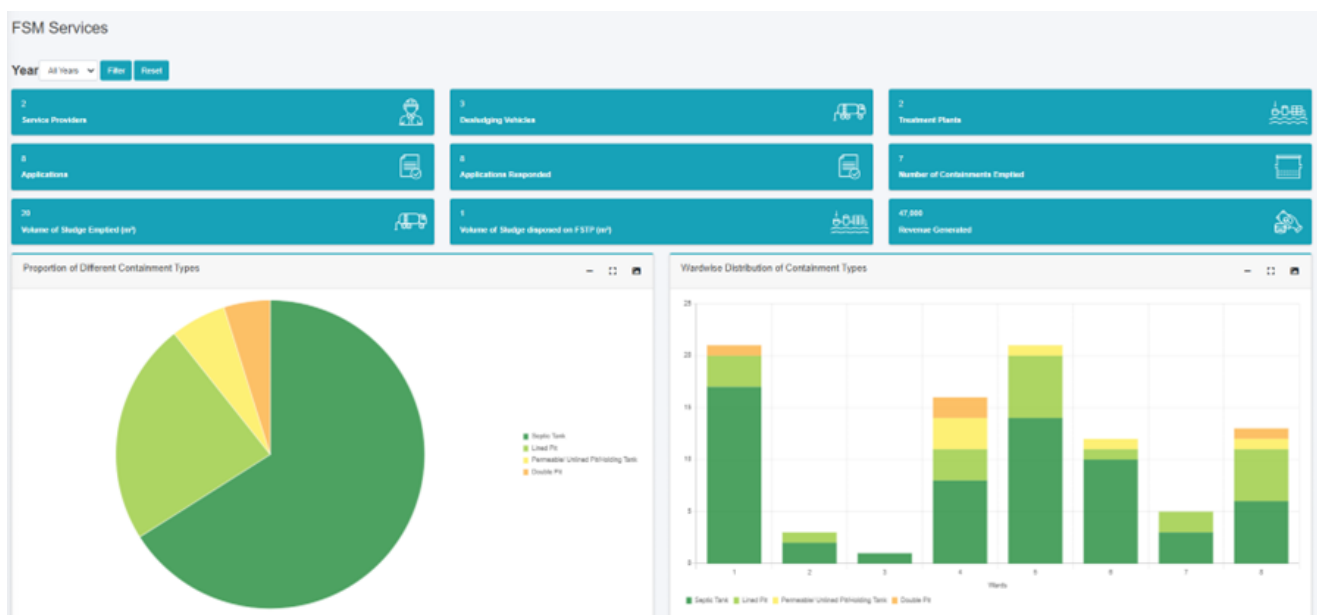 FSM Services
Year All Years Filter Reset
2
Service Providers
3
Desludging Vehicles
2
Treatment Plants
8
Applications
8
Applications Responded
7
Number of Containments Emptied
20
Volume of Sludge Emptied (m³)
1
Volume of Sludge disposed on FSTP (m³)
47,000
Revenue Generated
Proportion of Different Containment Types
Septic Tank
Lined Pit
Permeable/ Unlined Pit/Holding Tank
Double Pit
Wardwise Distribution of Containment Types
25
20
15
10
5
0
1 2 3 4 5 6 7 8
Wards
Septic Tank Lined Pit Permeable/ Unlined Pit/Holding Tank Double Pit